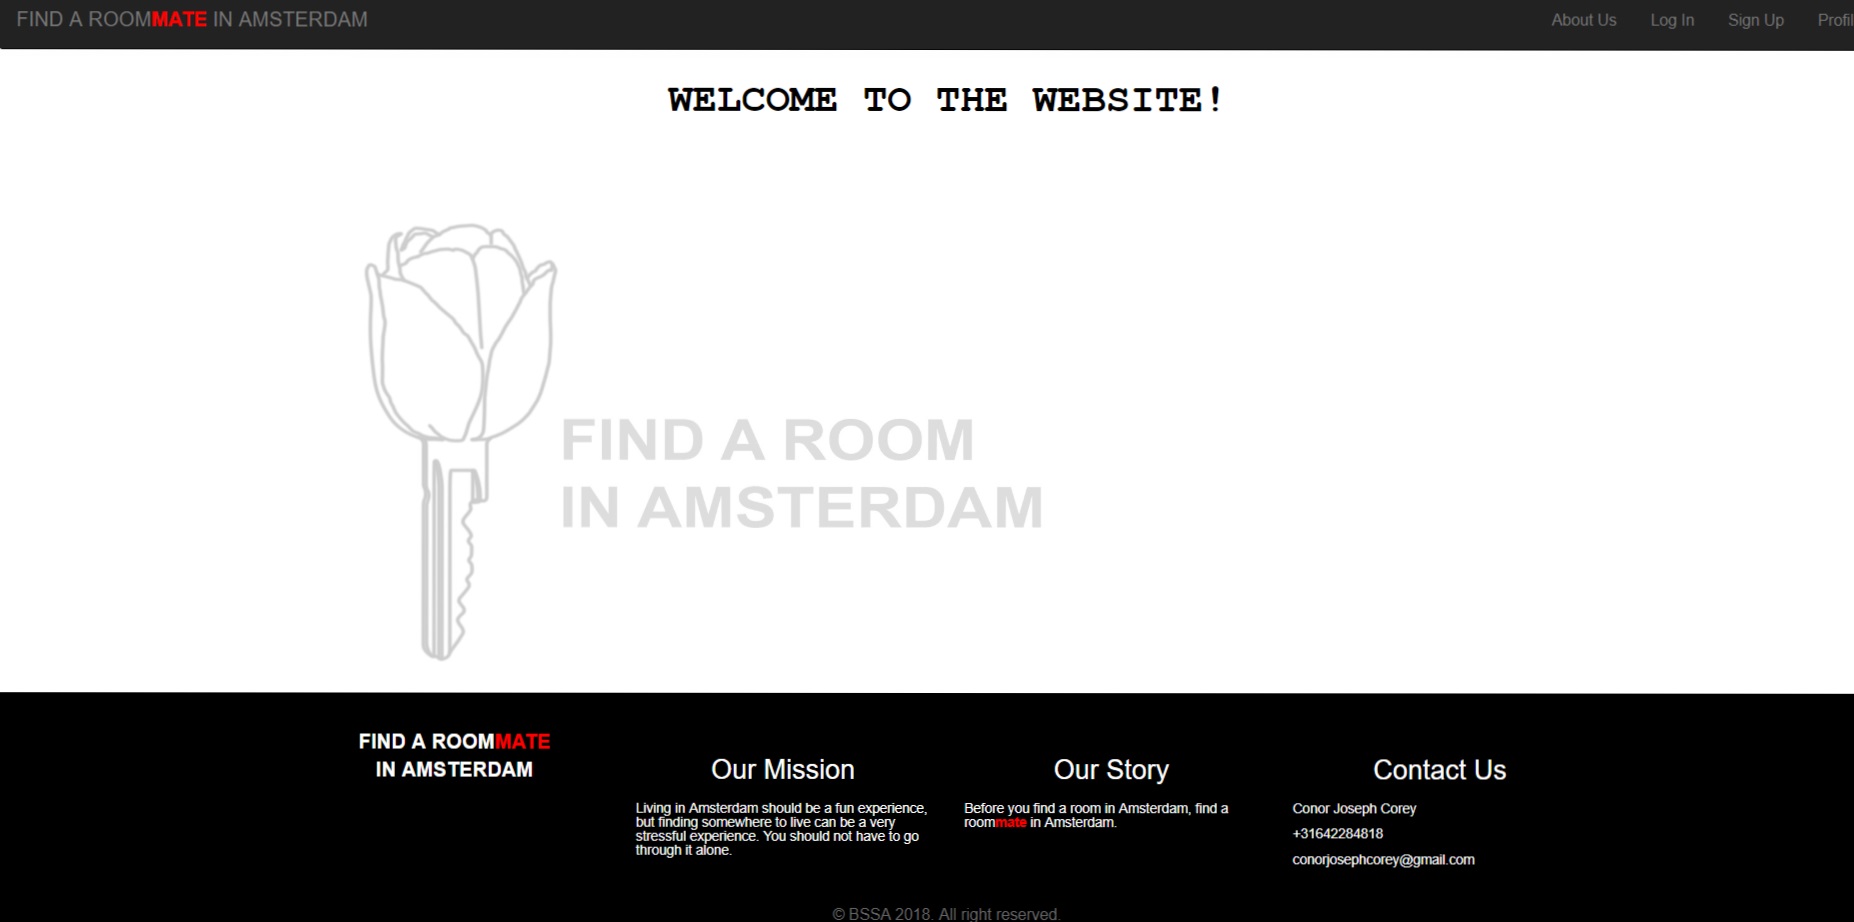 FIND A ROOMMATE IN AMSTERDAM
About Us Log In Sign Up Profil
WELCOME TO THE WEBSITE!
FIND A ROOM
IN AMSTERDAM
FIND A ROOMMATE
IN AMSTERDAM
Our Mission
Living in Amsterdam should be a fun experience,
but finding somewhere to live can be a very
stressful experience. You should not have to go
through it alone.
Our Story
Before you find a room in Amsterdam, find a
roommate in Amsterdam.
Contact Us
Conor Joseph Corey
+31642284818
conorjosephcorey@gmail.com
© BSSA 2018. All right reserved.